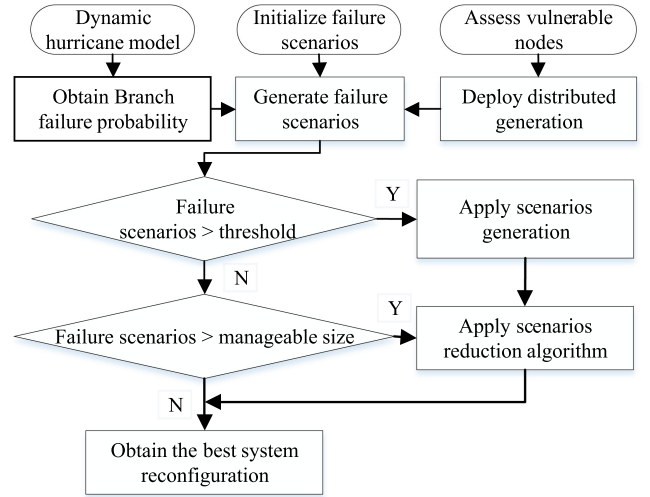 Dynamic
hurricane model
Initialize failure
scenarios
Assess vulnerable
nodes
Obtain Branch
failure probability
Generate failure
scenarios
Deploy distributed
generation
Failure
scenarios > threshold
Y
Apply scenarios
generation
N
Failure scenarios > manageable size
Y
Apply scenarios
reduction algorithm
N
Obtain the best system
reconfiguration